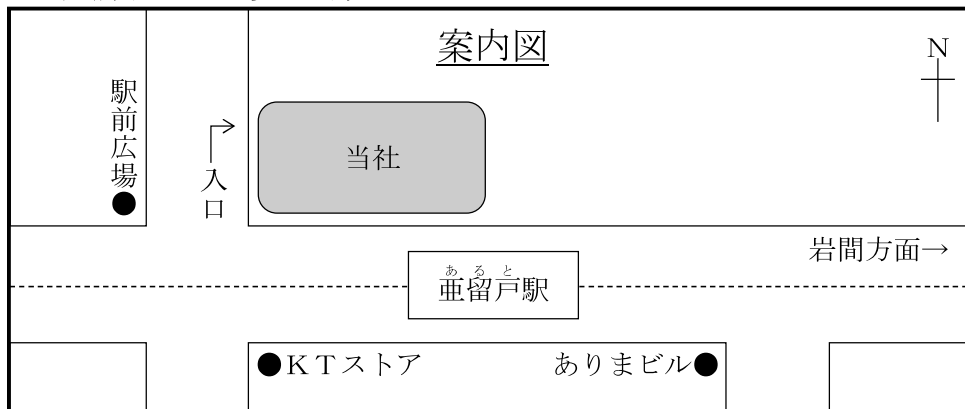 案内図
N
駅前広場
入口
当社
岩間方面→
あると
亜留戸駅
●KTストア
ありまビル●